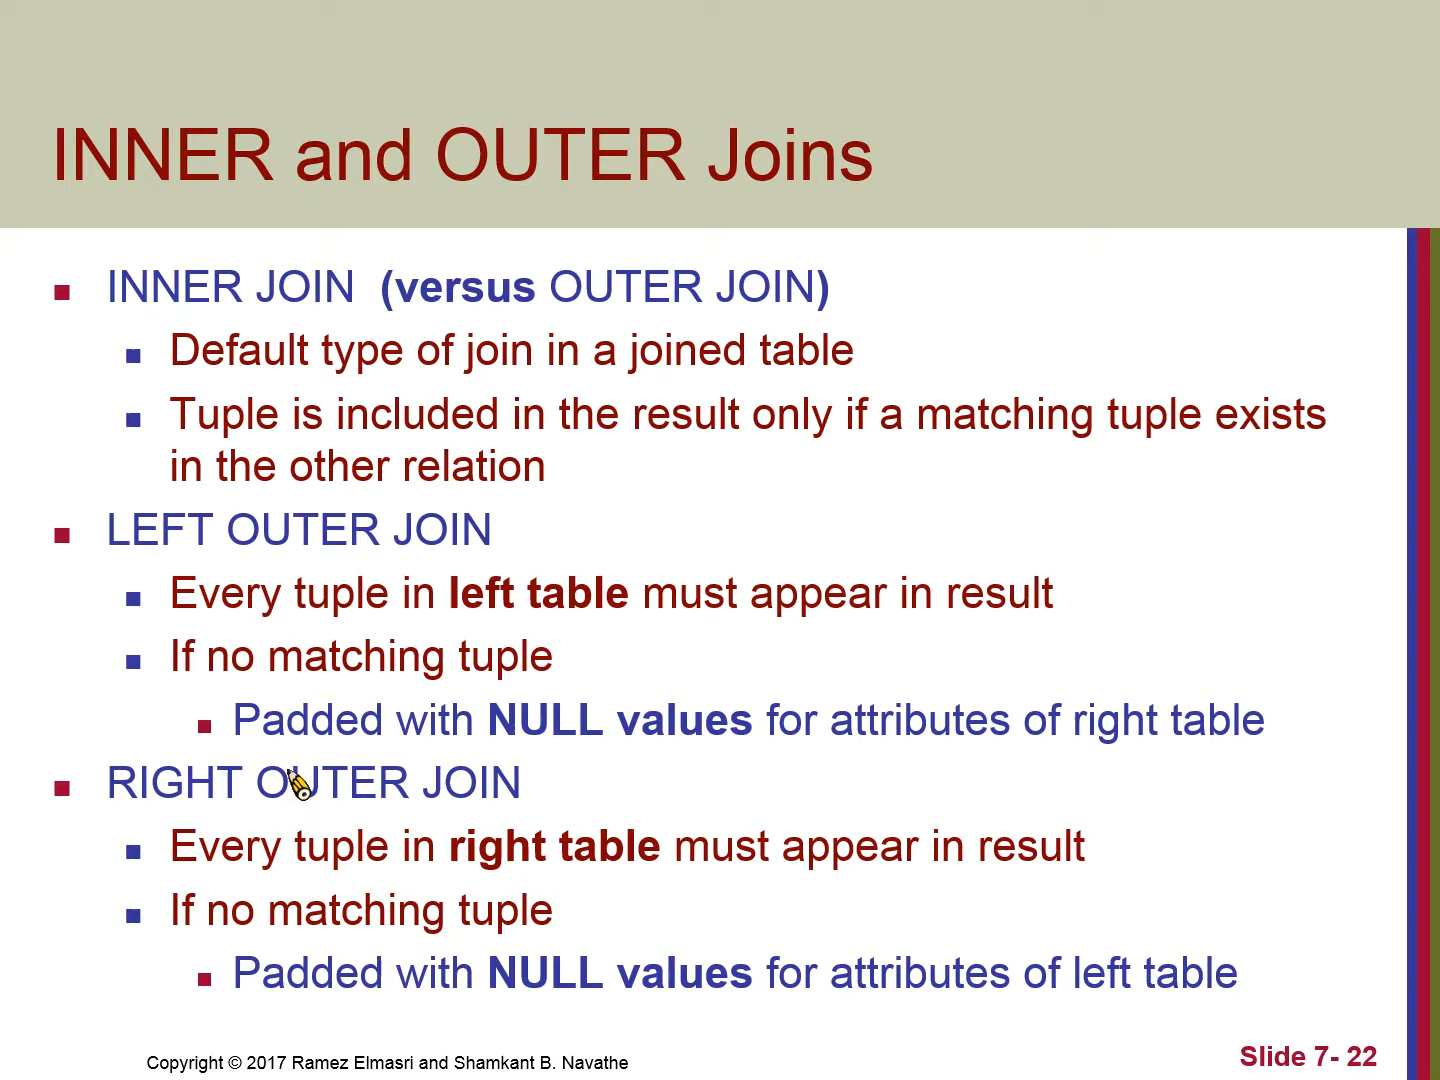 INNER and OUTER Joins
INNER JOIN (versus OUTER JOIN)
Default type of join in a joined table
Tuple is included in the result only if a matching tuple exists
in the other relation
LEFT OUTER JOIN
Every tuple in left table must appear in result
If no matching tuple
Padded with NULL values for attributes of right table
RIGHT OUTER JOIN
Every tuple in right table must appear in result
If no matching tuple
Padded with NULL values for attributes of left table
Copyright © 2017 Ramez Elmasri and Shamkant B. Navathe
Slide 7- 22